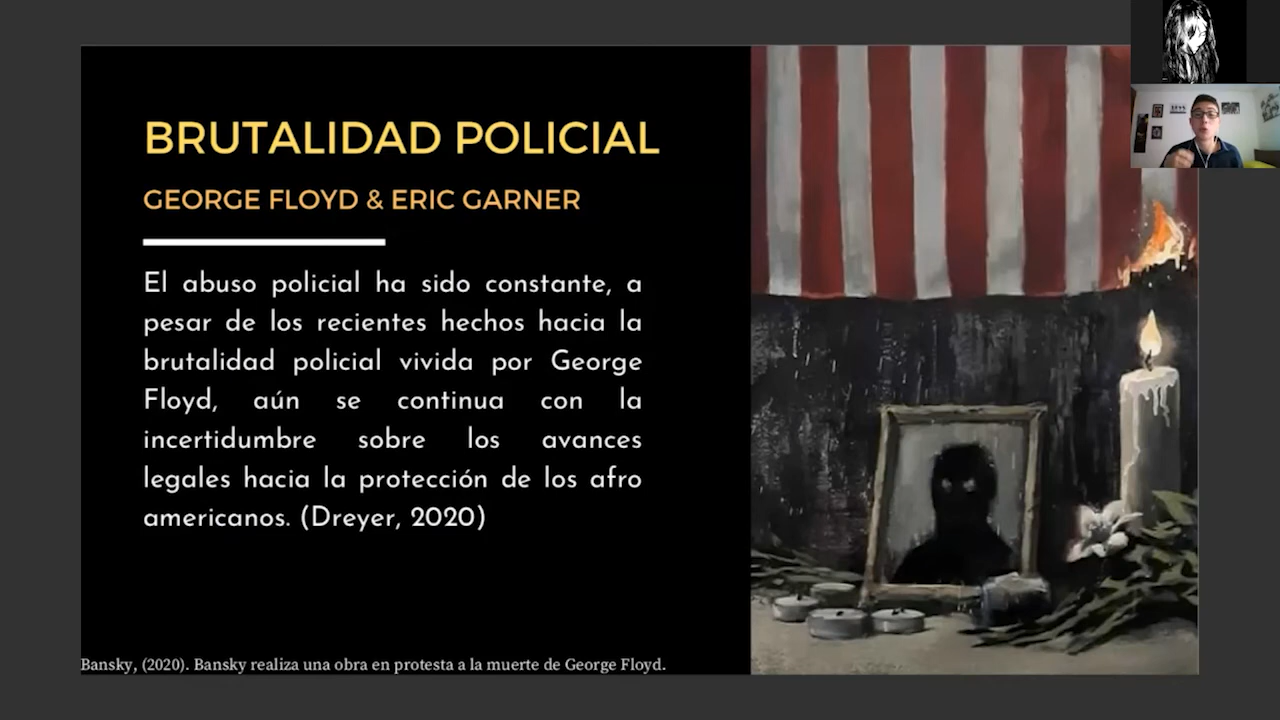 BRUTALIDAD POLICIAL
GEORGE FLOYD & ERIC GARNER
El abuso policial ha sido constante, a
pesar de los recientes hechos hacia la
brutalidad policial vivida por George
Floyd, aún se continua con la
incertidumbre sobre los avances
legales hacia la protección de los afro
americanos. (Dreyer, 2020)
Bansky, (2020). Bansky realiza una obra en protesta a la muerte de George Floyd.